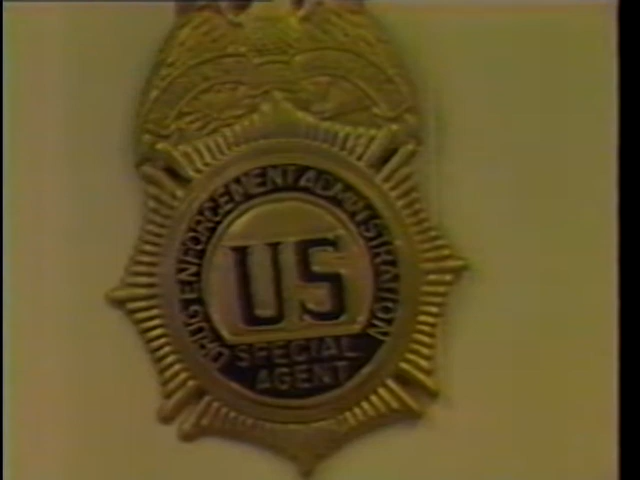 DRUG ENFORCEMENT ADMINISTRATION
US
SPECIAL
AGENT